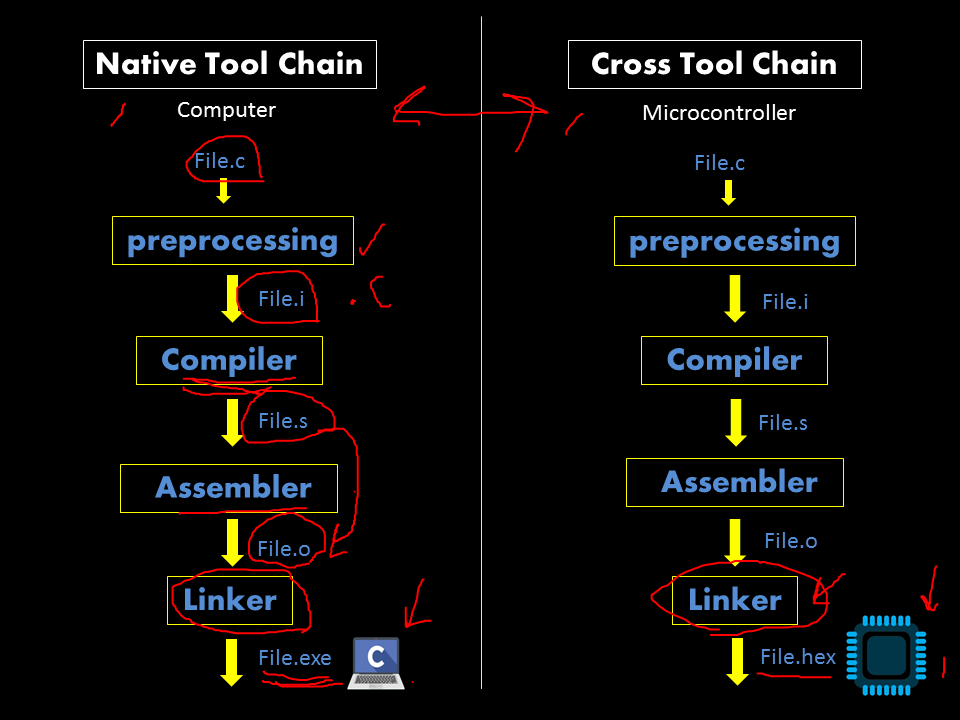 Native Tool Chain
Computer
File.c
preprocessing
File.i
. C
Compiler
File.s
Assembler
File.o
Linker
File.exe
C
Cross Tool Chain
Microcontroller
File.c
preprocessing
File.i
Compiler
File.s
Assembler
File.o
Linker
File.hex